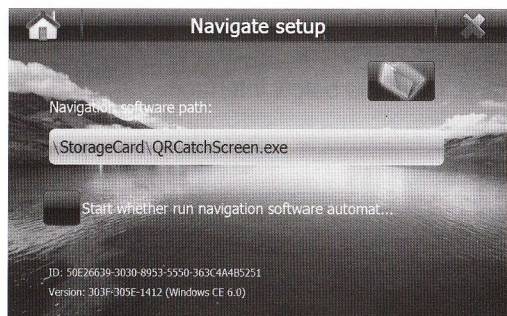 Navigate setup
Navigation software path:
\StorageCard\QRCatchScreen.exe
Start whether run navigation software automat...
ID: 50E26639-3030-8953-5550-363C4A4B5251
Version: 303F-305E-1412 (Windows CE 6.0)